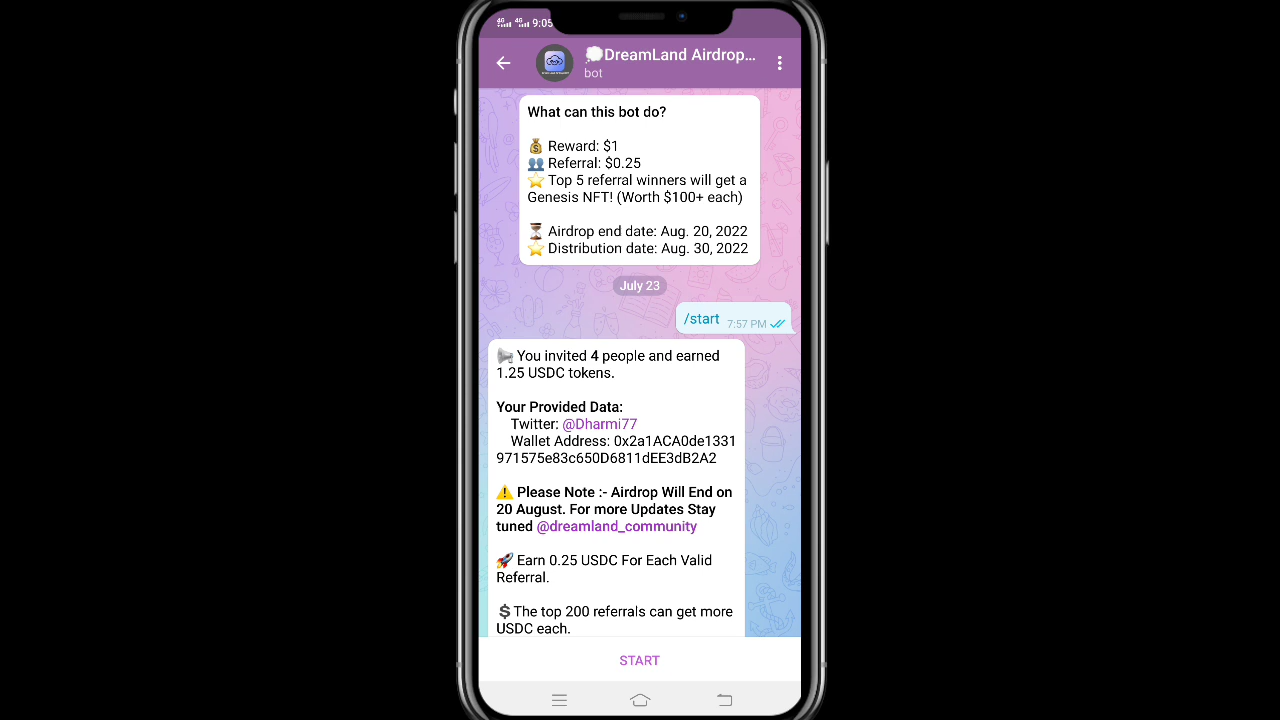 4G 4G 9:05
💭DreamLand Airdrop...
bot
What can this bot do?
💰 Reward: $1
👥 Referral: $0.25
⭐ Top 5 referral winners will get a
Genesis NFT! (Worth $100+ each)
⏳ Airdrop end date: Aug. 20, 2022
⭐ Distribution date: Aug. 30, 2022
July 23
/start 7:57 PM
📢 You invited 4 people and earned
1.25 USDC tokens.
Your Provided Data:
Twitter: @Dharmi77
Wallet Address: 0x2a1ACA0de1331
971575e83c650D6811dEE3dB2A2
⚠️ Please Note :- Airdrop Will End on
20 August. For more Updates Stay
tuned @dreamland_community
🚀 Earn 0.25 USDC For Each Valid
Referral.
💲The top 200 referrals can get more
USDC each.
START